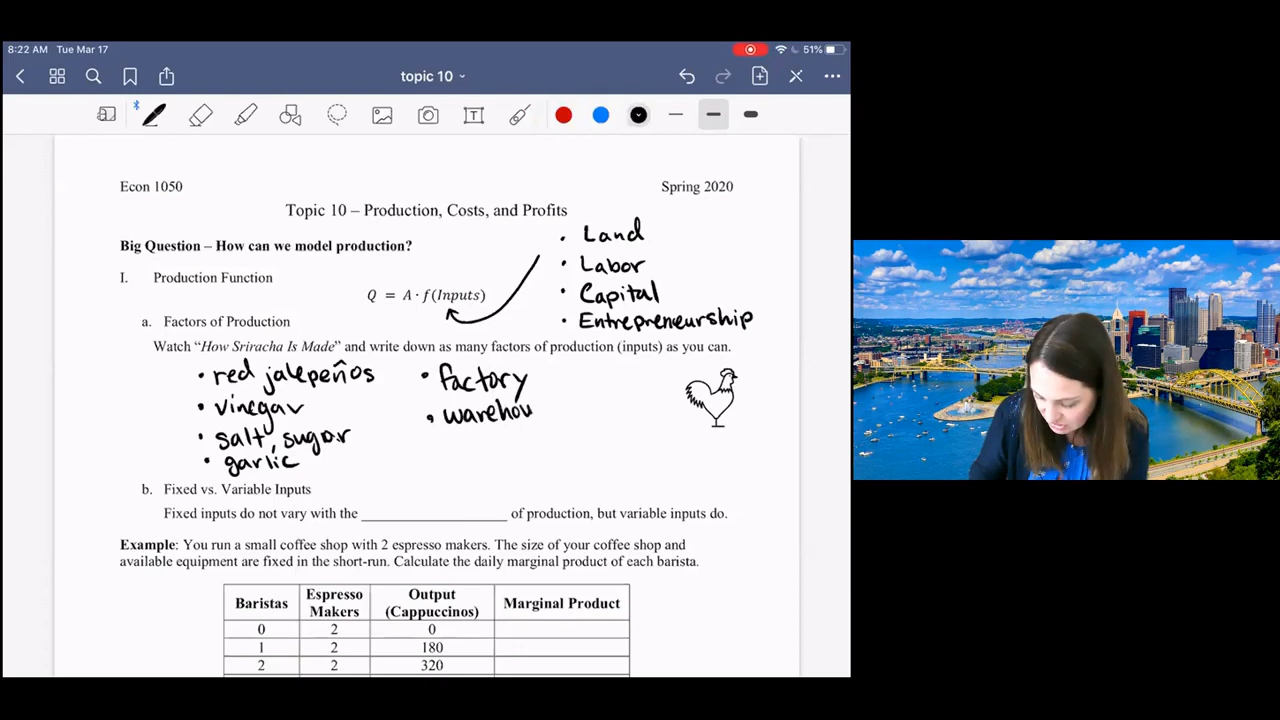 8:22 AM Tue Mar 17
51%
topic 10
T
Econ 1050
Spring 2020
Topic 10 – Production, Costs, and Profits
Big Question – How can we model production?
I. Production Function
Q = A · f(Inputs)
• Land
• Labor
• Capital
• Entrepreneurship
a. Factors of Production
Watch “How Sriracha Is Made” and write down as many factors of production (inputs) as you can.
• red jalepeños
• vinegar
• salt, sugar
• garlic
• factory
• warehou
b. Fixed vs. Variable Inputs
Fixed inputs do not vary with the ____________________ of production, but variable inputs do.
Example: You run a small coffee shop with 2 espresso makers. The size of your coffee shop and
available equipment are fixed in the short-run. Calculate the daily marginal product of each barista.
Baristas Espresso Makers Output (Cappuccinos) Marginal Product
0 2 0
1 2 180
2 2 320